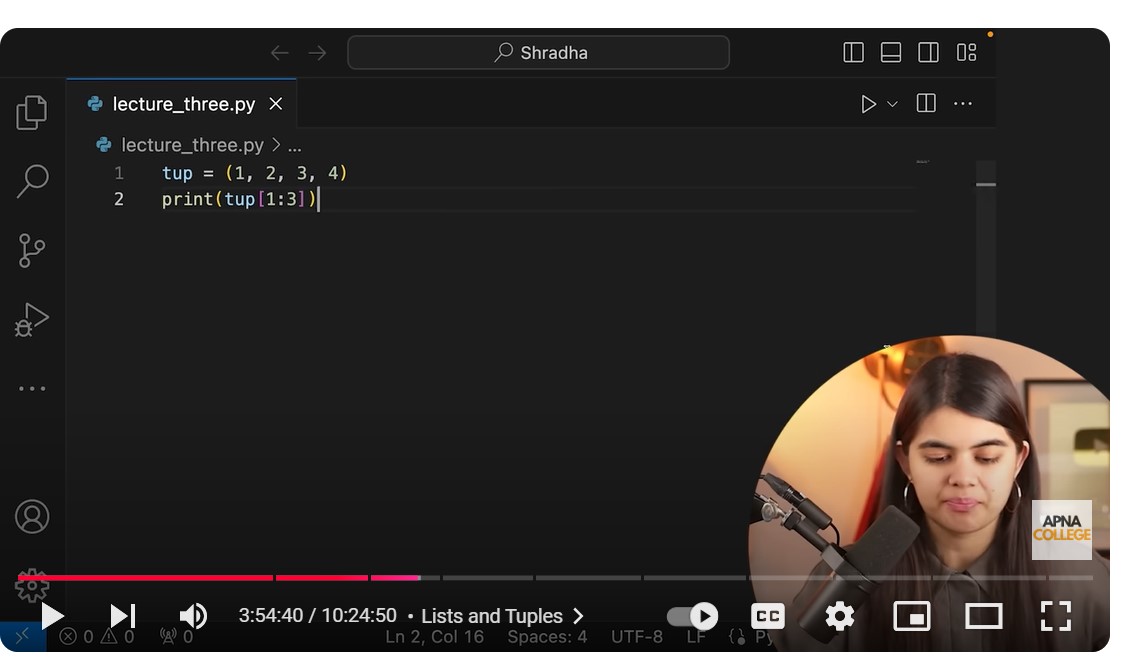 Shradha
lecture_three.py
lecture_three.py > ...
1 tup = (1, 2, 3, 4)
2 print(tup[1:3])
APNA
COLLEGE
3:54:40 / 10:24:50 • Lists and Tuples >
CC
0 0 0 Ln 2, Col 16 Spaces: 4 UTF-8 LF {} Py